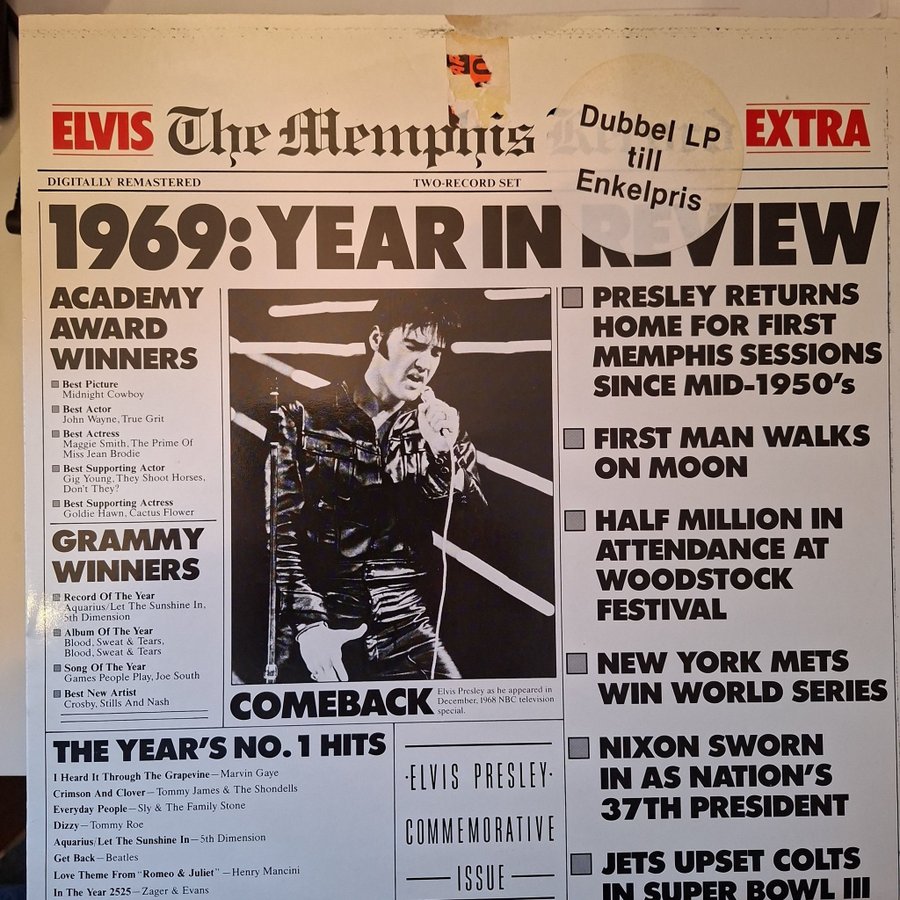 ELVIS The Memphis Record EXTRA
Dubbel LP
till
Enkelpris
DIGITALLY REMASTERED TWO-RECORD SET
1969: YEAR IN REVIEW
ACADEMY
AWARD
WINNERS
Best Picture
Midnight Cowboy
Best Actor
John Wayne, True Grit
Best Actress
Maggie Smith, The Prime Of
Miss Jean Brodie
Best Supporting Actor
Gig Young, They Shoot Horses,
Don't They?
Best Supporting Actress
Goldie Hawn, Cactus Flower
GRAMMY
WINNERS
Record Of The Year
Aquarius/Let The Sunshine In,
5th Dimension
Album Of The Year
Blood, Sweat & Tears,
Blood, Sweat & Tears
Song Of The Year
Games People Play, Joe South
Best New Artist
Crosby, Stills And Nash
COMEBACK
Elvis Presley as he appeared in
December, 1968 NBC television
special.
PRESLEY RETURNS
HOME FOR FIRST
MEMPHIS SESSIONS
SINCE MID-1950's
FIRST MAN WALKS
ON MOON
HALF MILLION IN
ATTENDANCE AT
WOODSTOCK
FESTIVAL
NEW YORK METS
WIN WORLD SERIES
NIXON SWORN
IN AS NATION'S
37TH PRESIDENT
JETS UPSET COLTS
IN SUPER BOWL III
THE YEAR'S NO. 1 HITS
I Heard It Through The Grapevine—Marvin Gaye
Crimson And Clover—Tommy James & The Shondells
Everyday People—Sly & The Family Stone
Dizzy—Tommy Roe
Aquarius/Let The Sunshine In—5th Dimension
Get Back—Beatles
Love Theme From "Romeo & Juliet"—Henry Mancini
In The Year 2525—Zager & Evans
·ELVIS PRESLEY·
COMMEMORATIVE
ISSUE